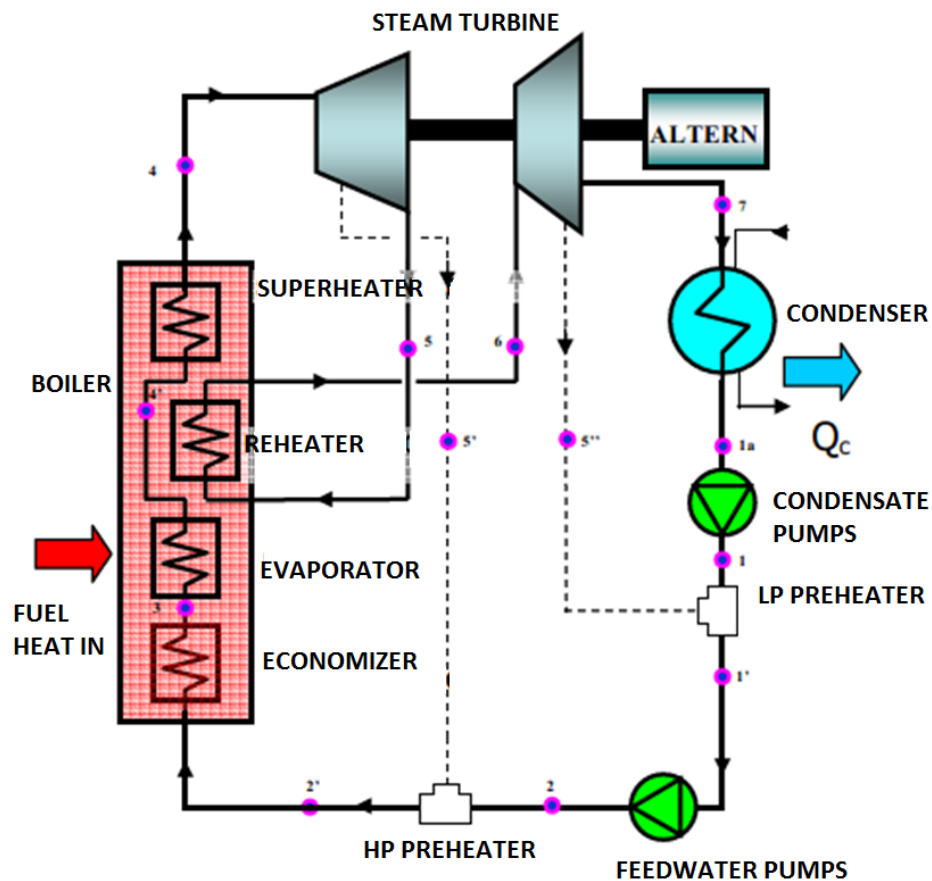 STEAM TURBINE
ALTERN
4
7
SUPERHEATER
CONDENSER
5
6
BOILER
4'
REHEATER
5'
5''
1a
Qc
CONDENSATE
PUMPS
EVAPORATOR
1
LP PREHEATER
3
FUEL
HEAT IN
ECONOMIZER
1'
2'
2
HP PREHEATER
FEEDWATER PUMPS